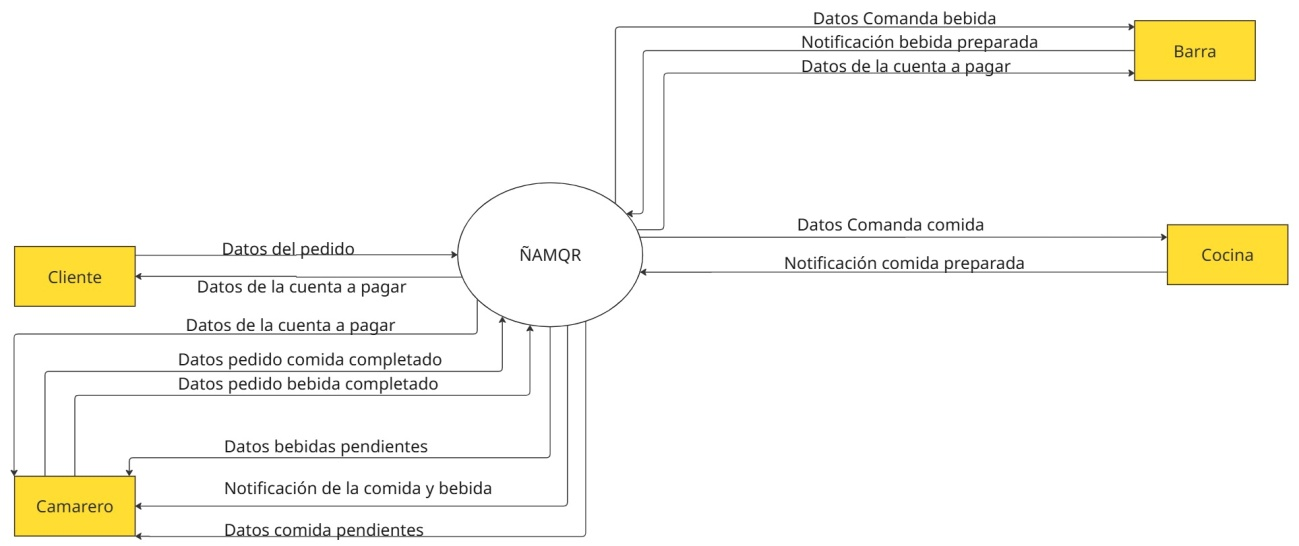 Datos Comanda bebida
Notificación bebida preparada
Barra
Datos de la cuenta a pagar
Datos Comanda comida
Datos del pedido
ÑAMQR
Cocina
Notificación comida preparada
Cliente
Datos de la cuenta a pagar
Datos de la cuenta a pagar
Datos pedido comida completado
Datos pedido bebida completado
Datos bebidas pendientes
Notificación de la comida y bebida
Camarero
Datos comida pendientes